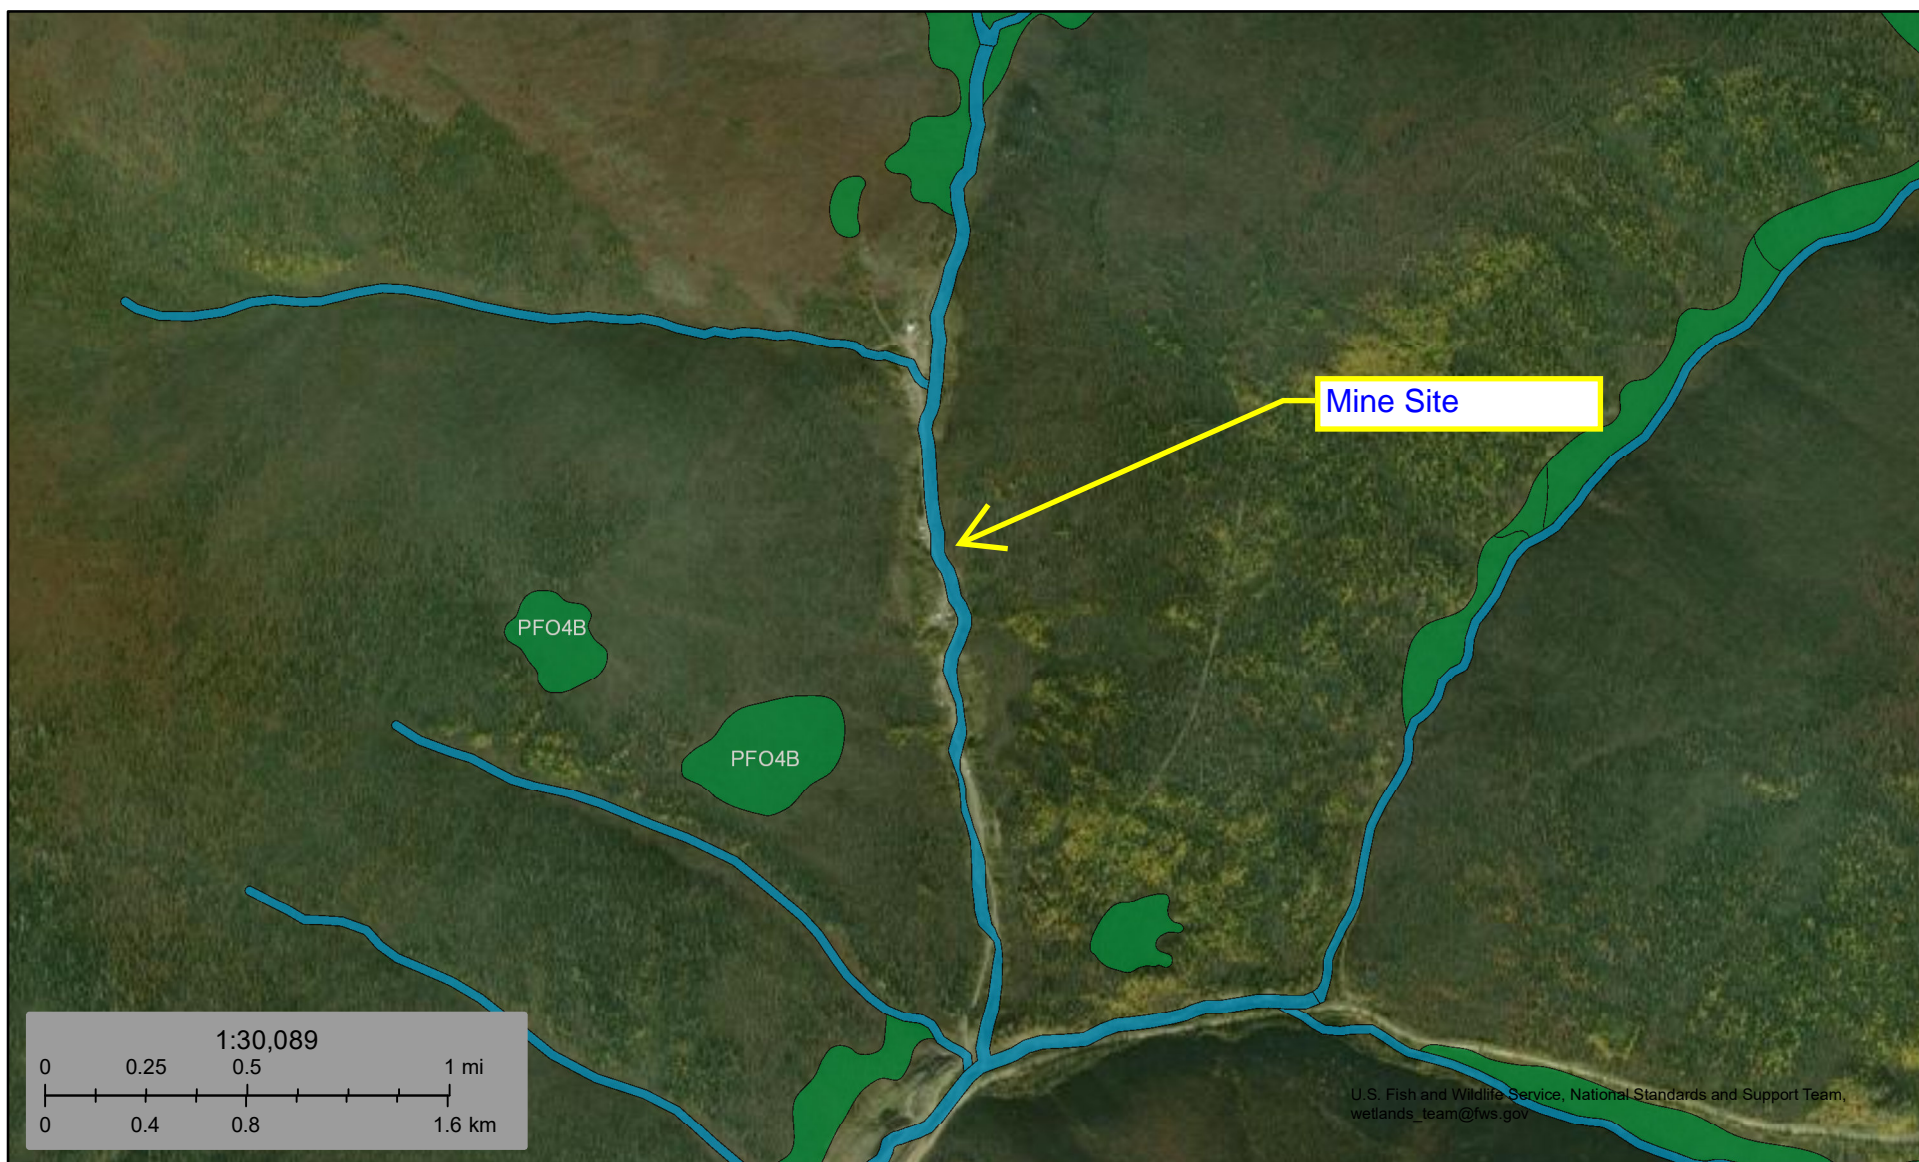 Mine Site
PFO4B
PFO4B
1:30,089
0 0.25 0.5 1 mi
0 0.4 0.8 1.6 km
U.S. Fish and Wildlife Service, National Standards and Support Team,
wetlands_team@fws.gov